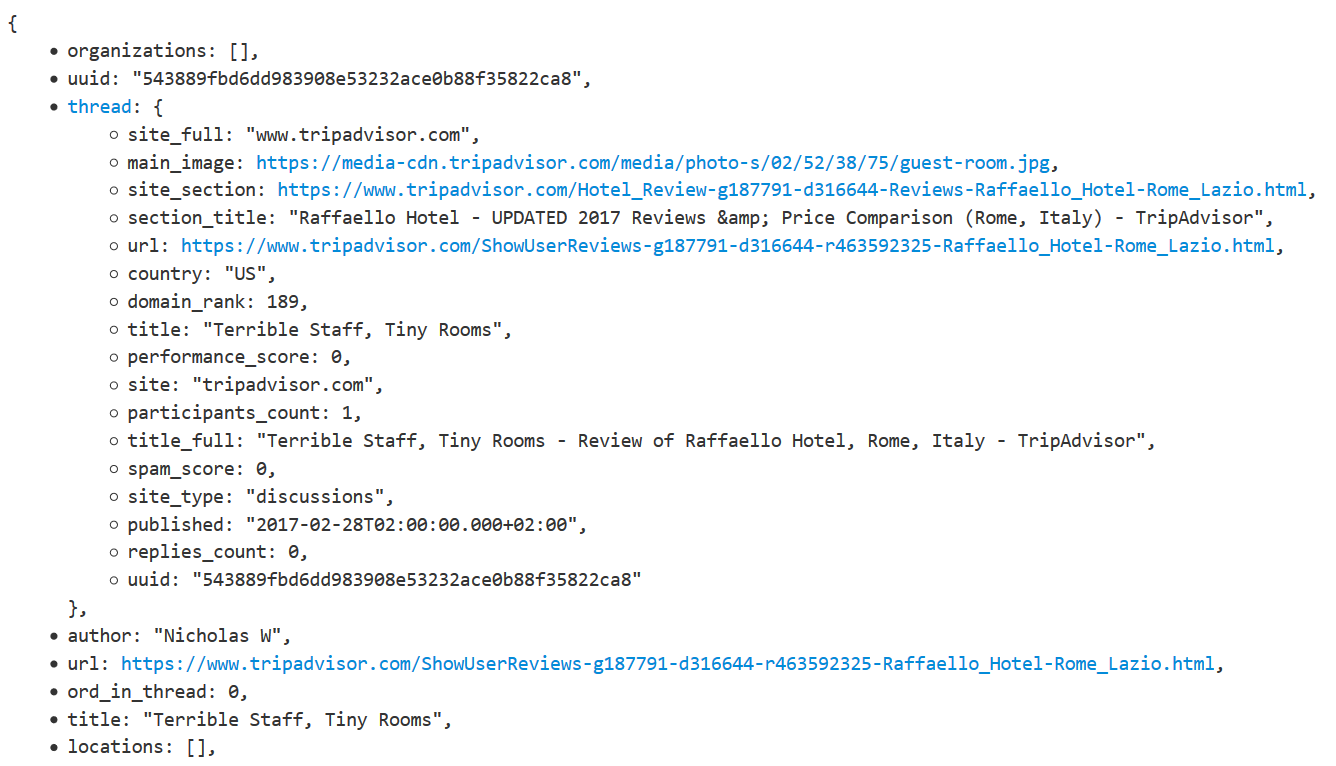 {
organizations: [],
uuid: "543889fbd6dd983908e53232ace0b88f35822ca8",
thread: {
site_full: "www.tripadvisor.com",
main_image: https://media-cdn.tripadvisor.com/media/photo-s/02/52/38/75/guest-room.jpg,
site_section: https://www.tripadvisor.com/Hotel_Review-g187791-d316644-Reviews-Raffaello_Hotel-Rome_Lazio.html,
section_title: "Raffaello Hotel - UPDATED 2017 Reviews &amp; Price Comparison (Rome, Italy) - TripAdvisor",
url: https://www.tripadvisor.com/ShowUserReviews-g187791-d316644-r463592325-Raffaello_Hotel-Rome_Lazio.html,
country: "US",
domain_rank: 189,
title: "Terrible Staff, Tiny Rooms",
performance_score: 0,
site: "tripadvisor.com",
participants_count: 1,
title_full: "Terrible Staff, Tiny Rooms - Review of Raffaello Hotel, Rome, Italy - TripAdvisor",
spam_score: 0,
site_type: "discussions",
published: "2017-02-28T02:00:00.000+02:00",
replies_count: 0,
uuid: "543889fbd6dd983908e53232ace0b88f35822ca8"
},
author: "Nicholas W",
url: https://www.tripadvisor.com/ShowUserReviews-g187791-d316644-r463592325-Raffaello_Hotel-Rome_Lazio.html,
ord_in_thread: 0,
title: "Terrible Staff, Tiny Rooms",
locations: [],